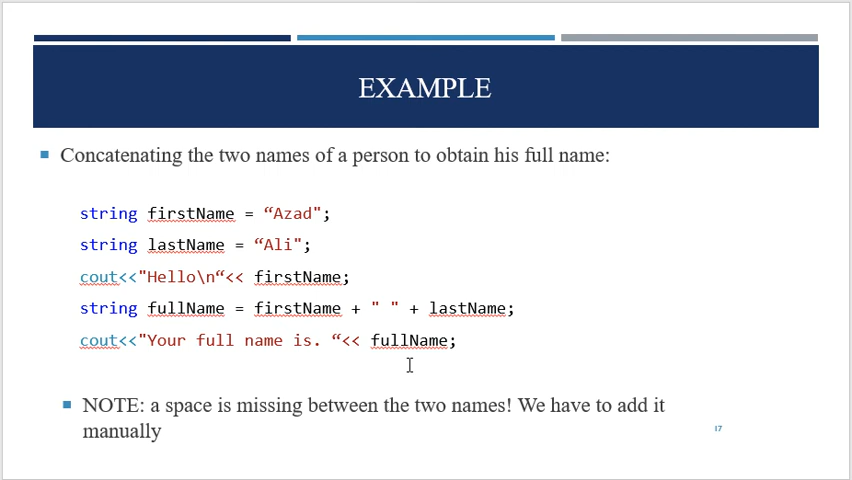 EXAMPLE
Concatenating the two names of a person to obtain his full name:
string firstName = “Azad";
string lastName = “Ali";
cout<<"Hello\n“<< firstName;
string fullName = firstName + " " + lastName;
cout<<"Your full name is. “<< fullName;
NOTE: a space is missing between the two names! We have to add it
manually
17